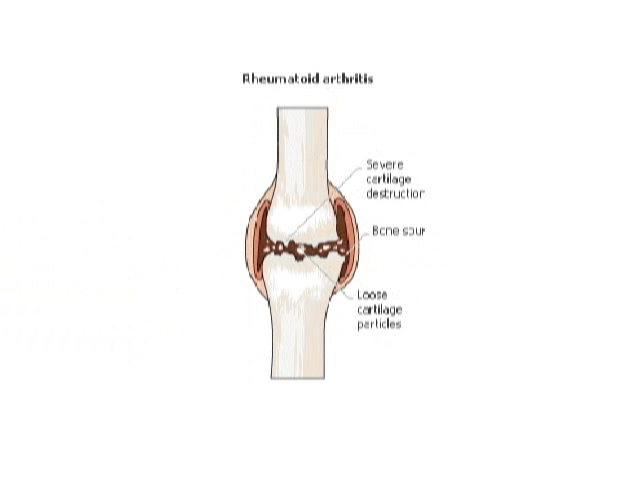 Rheumatoid arthritis
Severe
cartilage
destruction
Bone spur
Loose
cartilage
particles